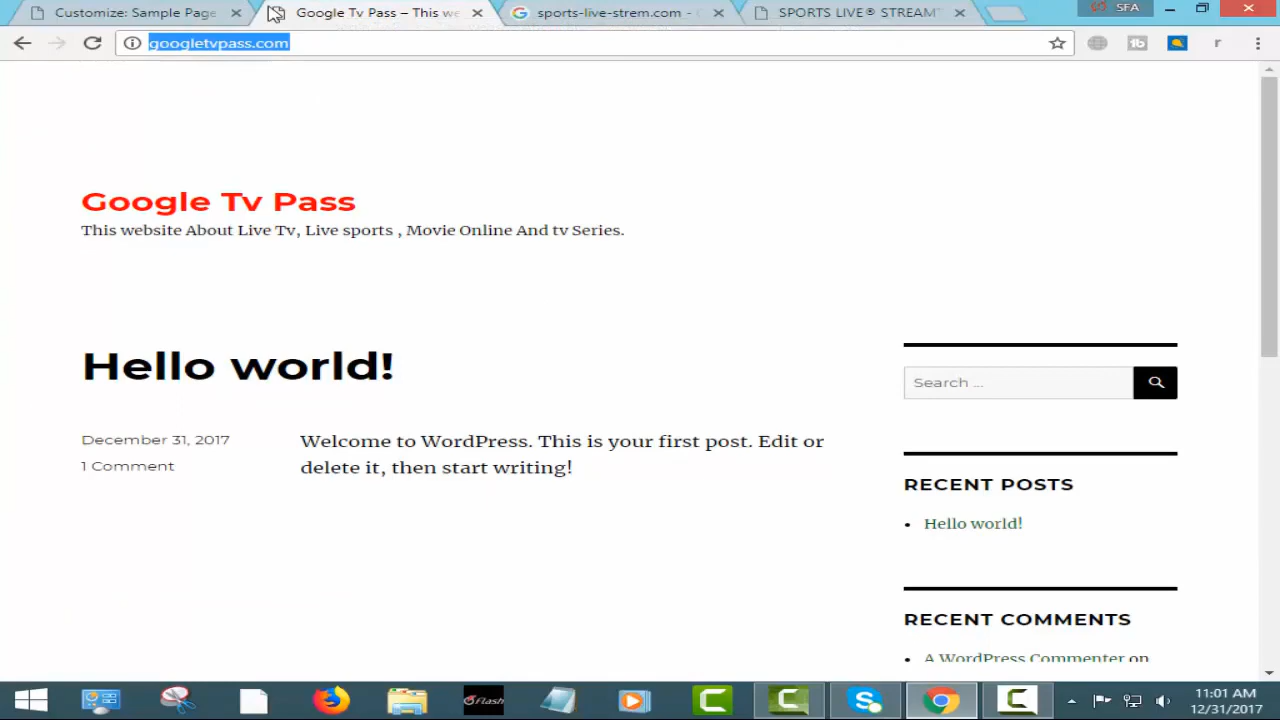 Customize: Sample Page
Google Tv Pass – This we
sports-live-strem.com -
SPORTS LIVE® STREAMT
SFA
googletvpass.com
Google Tv Pass
This website About Live Tv, Live sports , Movie Online And tv Series.
Hello world!
December 31, 2017
1 Comment
Welcome to WordPress. This is your first post. Edit or
delete it, then start writing!
Search ...
RECENT POSTS
Hello world!
RECENT COMMENTS
A WordPress Commenter on
Flash
11:01 AM
12/31/2017